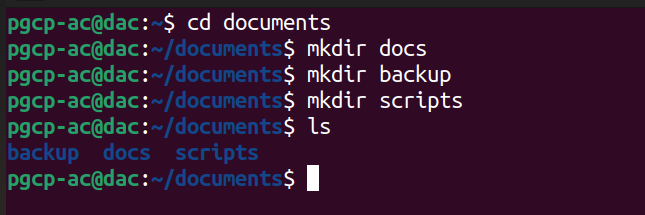 pgcp-ac@dac:~$ cd documents
pgcp-ac@dac:~/documents$ mkdir docs
pgcp-ac@dac:~/documents$ mkdir backup
pgcp-ac@dac:~/documents$ mkdir scripts
pgcp-ac@dac:~/documents$ ls
backup  docs  scripts
pgcp-ac@dac:~/documents$